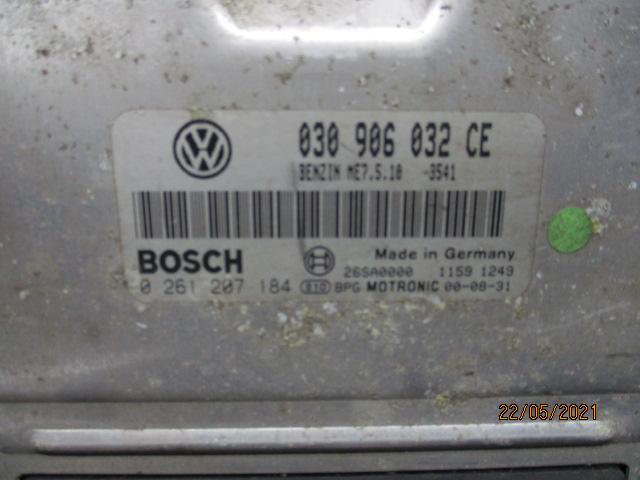 030 906 032 CE
BENZIN ME7.5.10 -3541
BOSCH
Made in Germany
26SA0000 1159 1249
0 261 207 184 E10 BPG MOTRONIC 00-08-31
22/05/2021